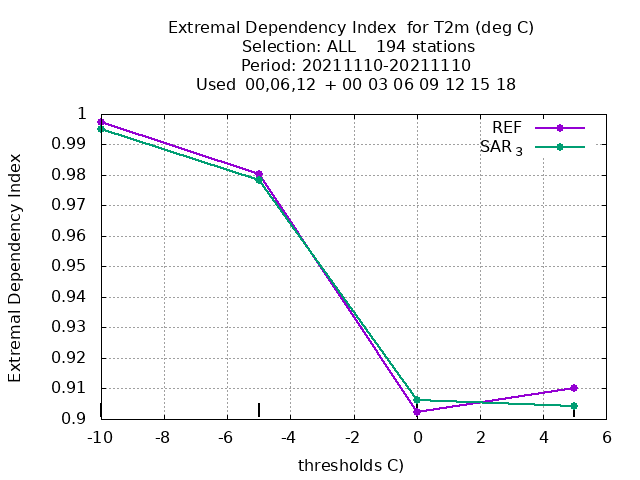 Extremal Dependency Index  for T2m (deg C)
Selection: ALL    194 stations
Period: 20211110-20211110
Used  00,06,12  + 00 03 06 09 12 15 18
REF
SAR 3
Extremal Dependency Index
1
0.99
0.98
0.97
0.96
0.95
0.94
0.93
0.92
0.91
0.9
-10 -8 -6 -4 -2 0 2 4 6
thresholds C)